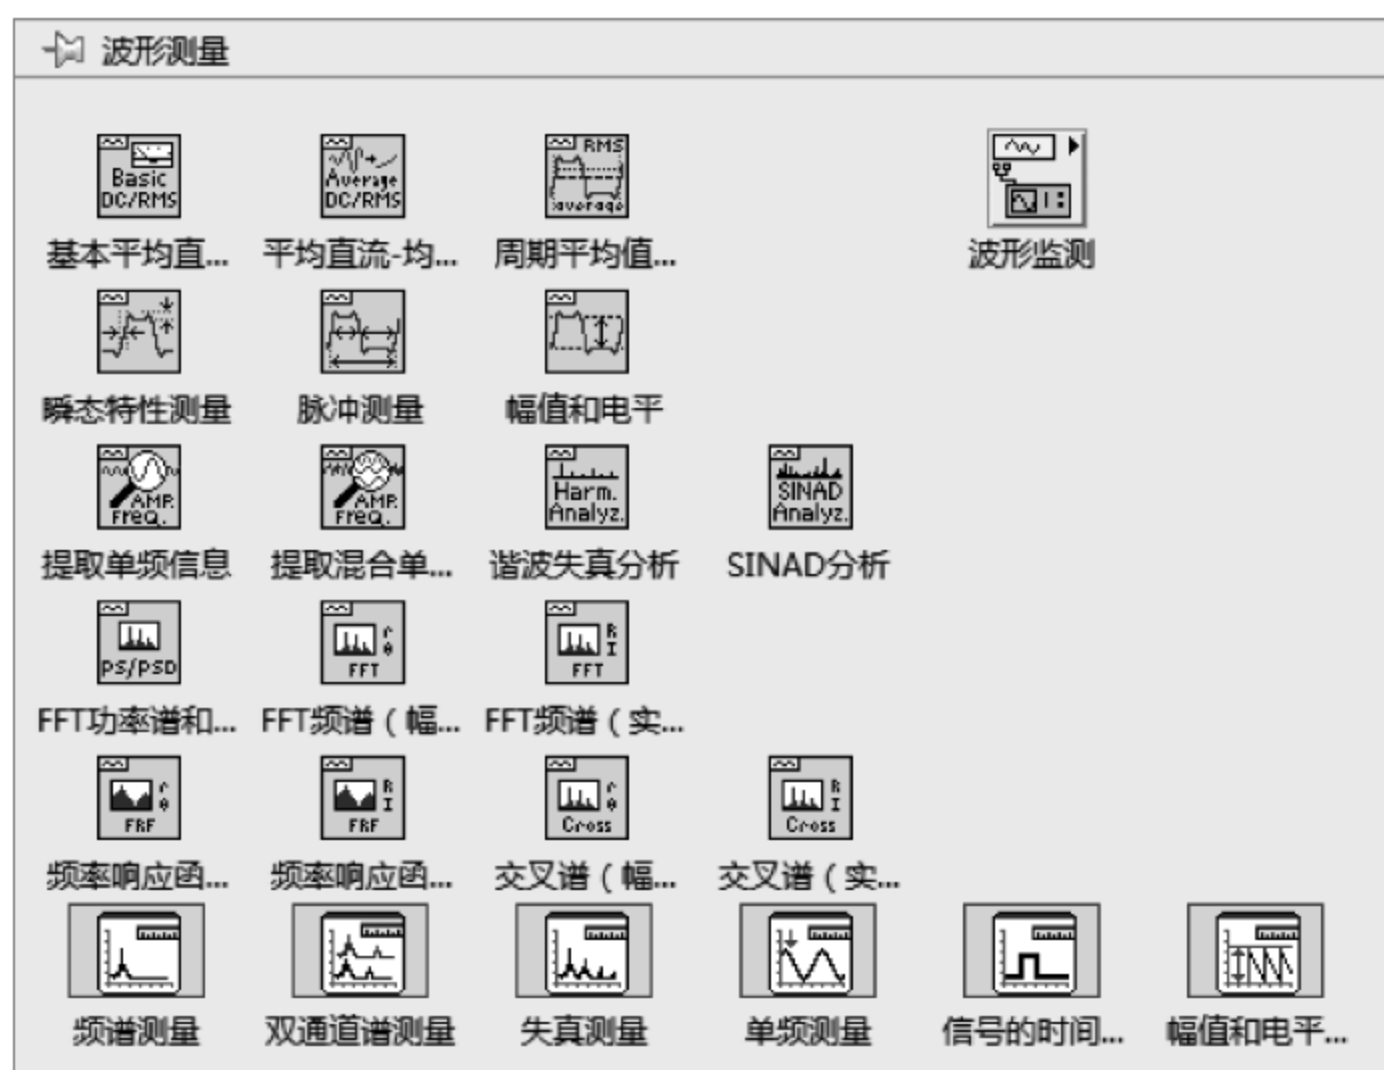 波形测量
Basic DC/RMS
Average DC/RMS
RMS average
基本平均直... 平均直流-均... 周期平均值... 波形监测
瞬态特性测量 脉冲测量 幅值和电平
AMP. Freq.
AMP. Freq.
Harm. Analyz.
SINAD Analyz.
提取单频信息 提取混合单... 谐波失真分析 SINAD分析
PS/PSD
r θ FFT
R I FFT
FFT功率谱和... FFT频谱（幅... FFT频谱（实...
r θ FRF
R I FRF
r θ Cross
R I Cross
频率响应函... 频率响应函... 交叉谱（幅... 交叉谱（实...
频谱测量 双通道谱测量 失真测量 单频测量 信号的时间... 幅值和电平...